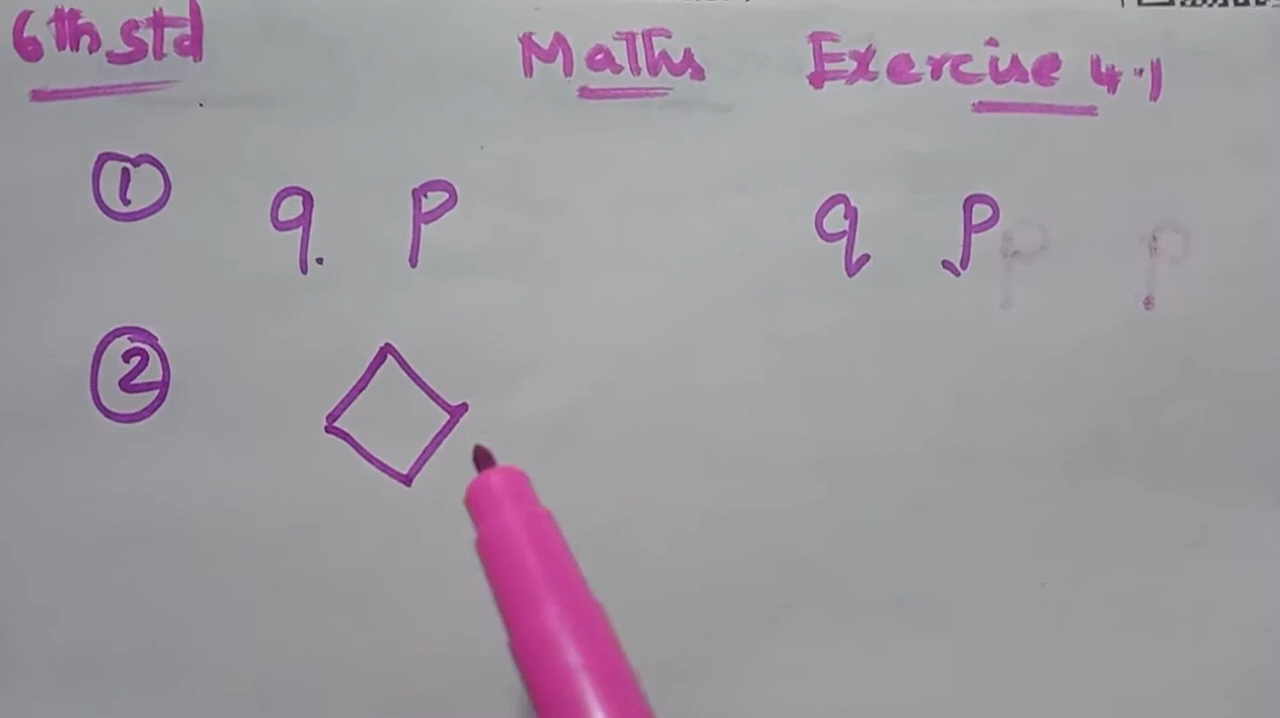 6th std Maths Exercise 4.1
① q. p q p
②